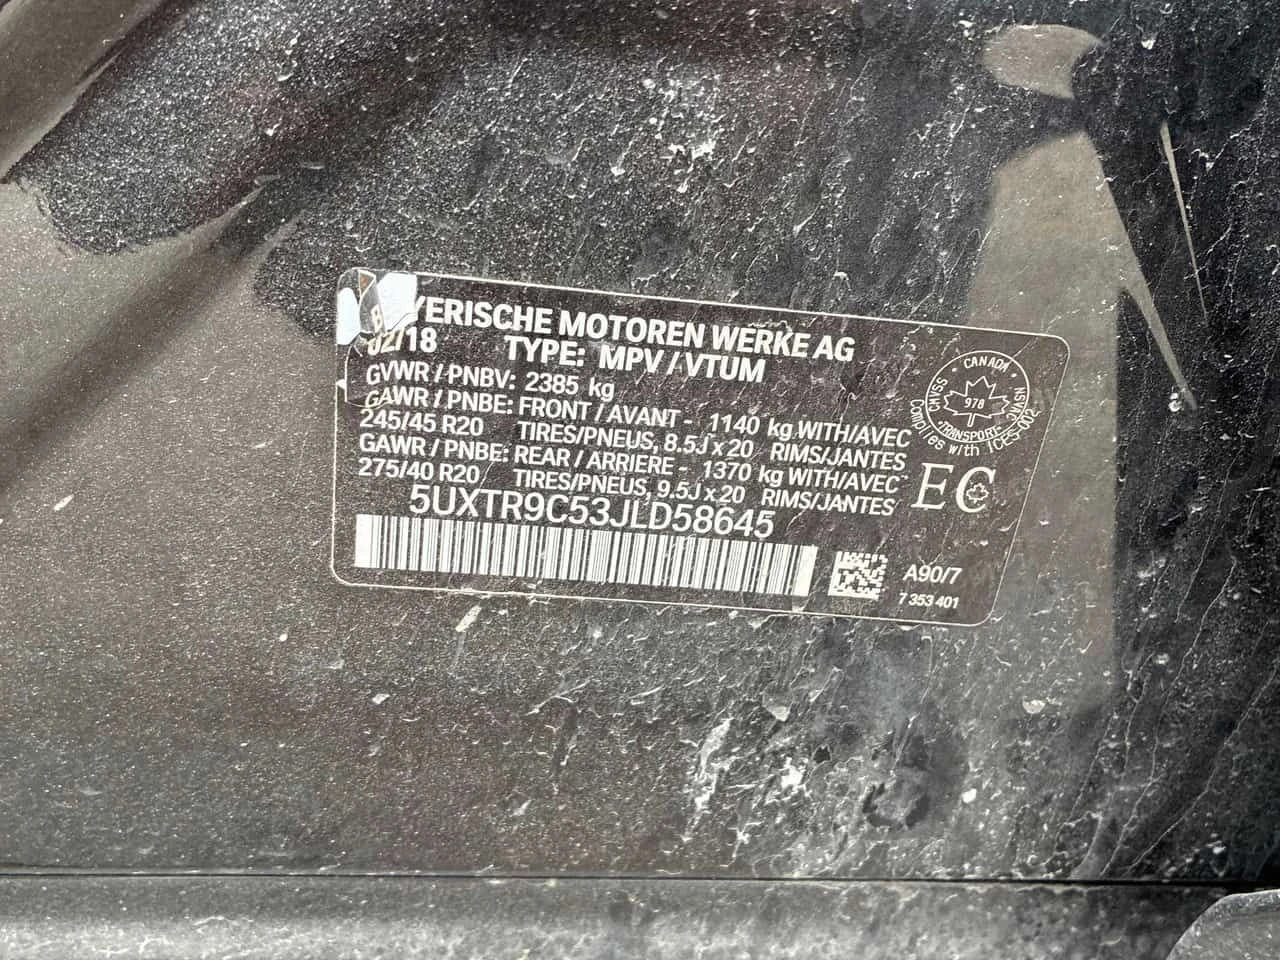 BAYERISCHE MOTOREN WERKE AG
02/18 TYPE: MPV / VTUM
GVWR / PNBV: 2385 kg
GAWR / PNBE: FRONT / AVANT - 1140 kg WITH/AVEC
245/45 R20 TIRES/PNEUS, 8.5J x 20 RIMS/JANTES
GAWR / PNBE: REAR / ARRIERE - 1370 kg WITH/AVEC
275/40 R20 TIRES/PNEUS, 9.5J x 20 RIMS/JANTES
5UXTR9C53JLD58645
CANADA
CMVSS
NSVAC
978
TRANSPORT
Complies with ICES-002
EC
A90/7
7 353 401